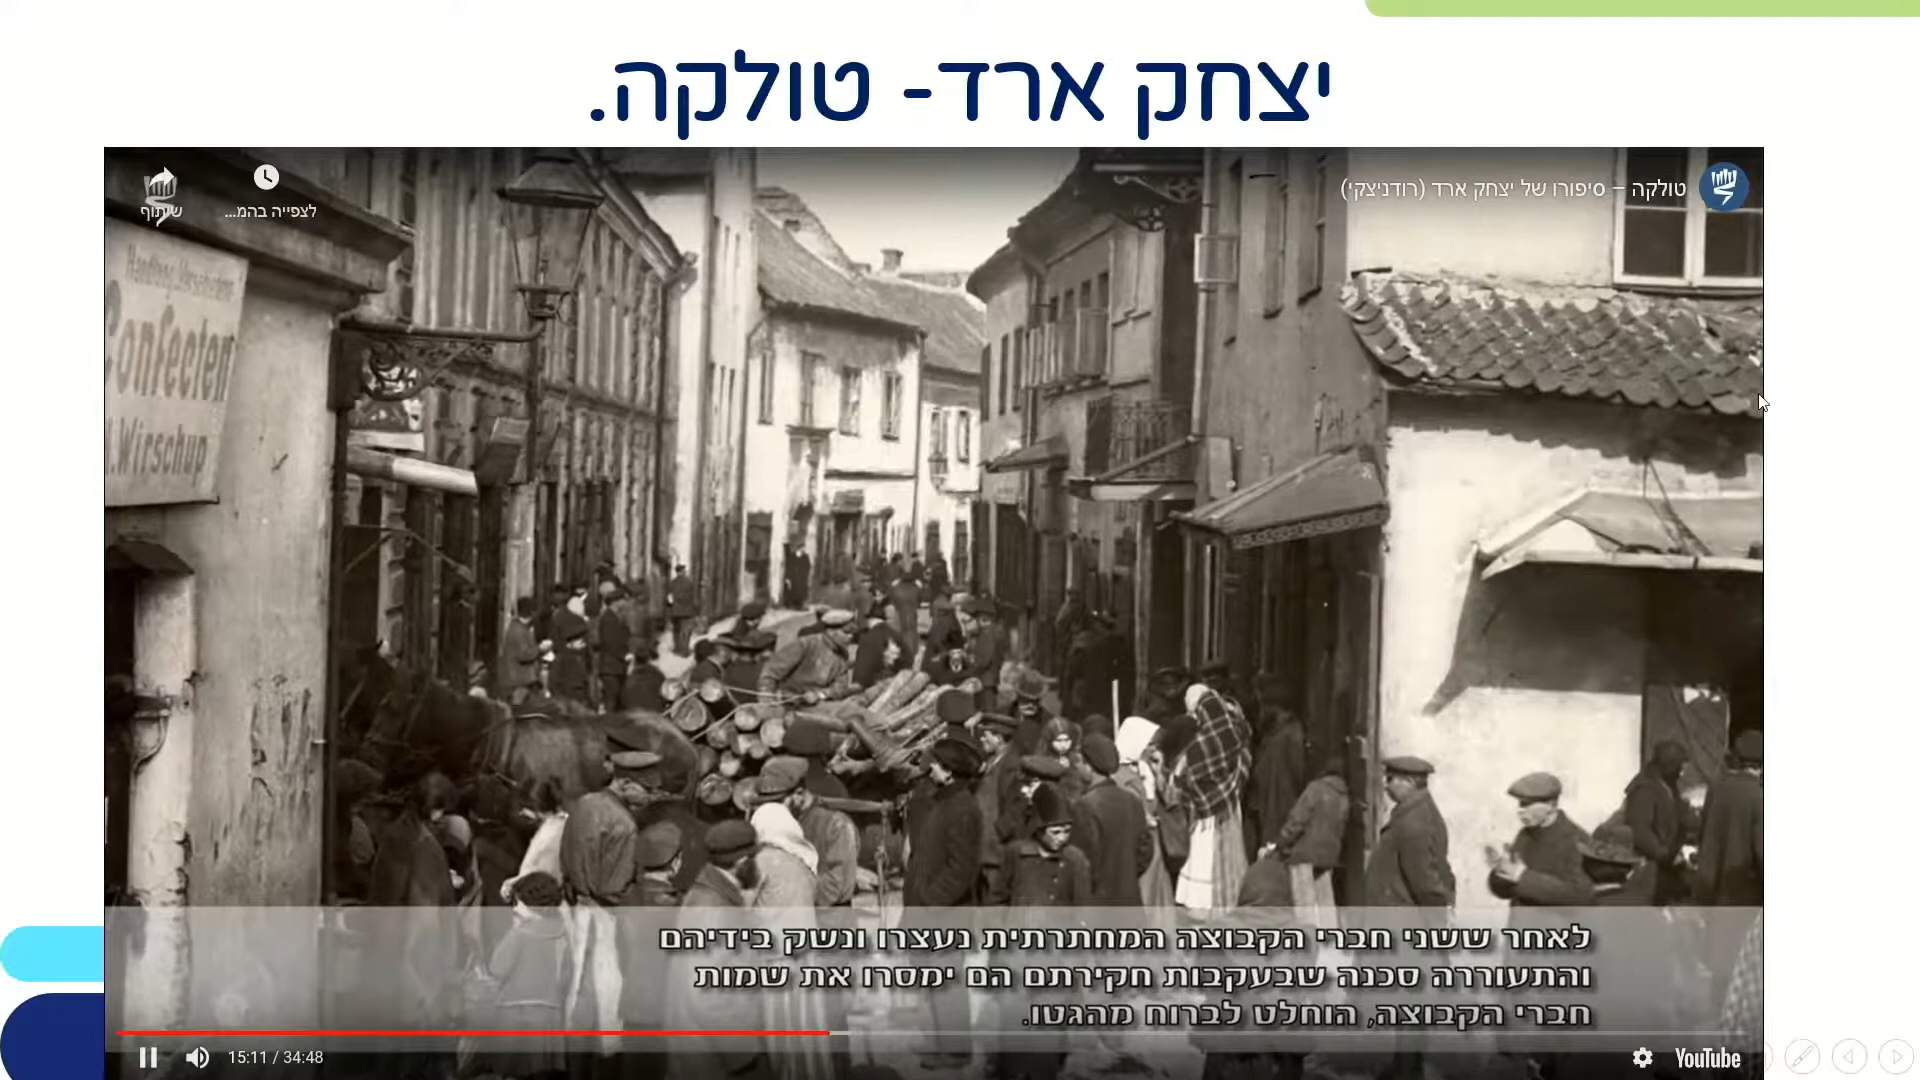 יצחק ארד- טולקה.
טולקה – סיפורו של יצחק ארד (רודניצקי)
לצפייה בהמ...
שיתוף
Handlung Verschiedener
Confecten
Wirschup
לאחר ששני חברי הקבוצה המחתרתית נעצרו ונשק בידיהם
והתעוררה סכנה שבעקבות חקירתם הם ימסרו את שמות
חברי הקבוצה, הוחלט לברוח מהגטו.
15:11 / 34:48
YouTube